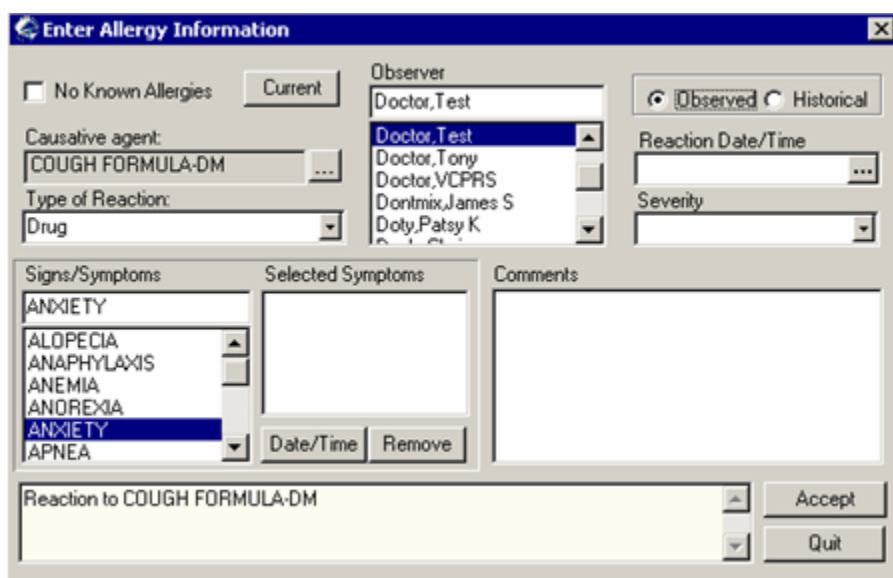 Enter Allergy Information
No Known Allergies
Current
Observer
Doctor,Test
Doctor,Test
Doctor,Tony
Doctor,VCPRS
Dontmix,James S
Doty,Patsy K
Observed
Historical
Causative agent:
COUGH FORMULA-DM
...
Reaction Date/Time
...
Type of Reaction:
Drug
Severity
Signs/Symptoms
ANXIETY
ALOPECIA
ANAPHYLAXIS
ANEMIA
ANOREXIA
ANXIETY
APNEA
Selected Symptoms
Date/Time
Remove
Comments
Reaction to COUGH FORMULA-DM
Accept
Quit